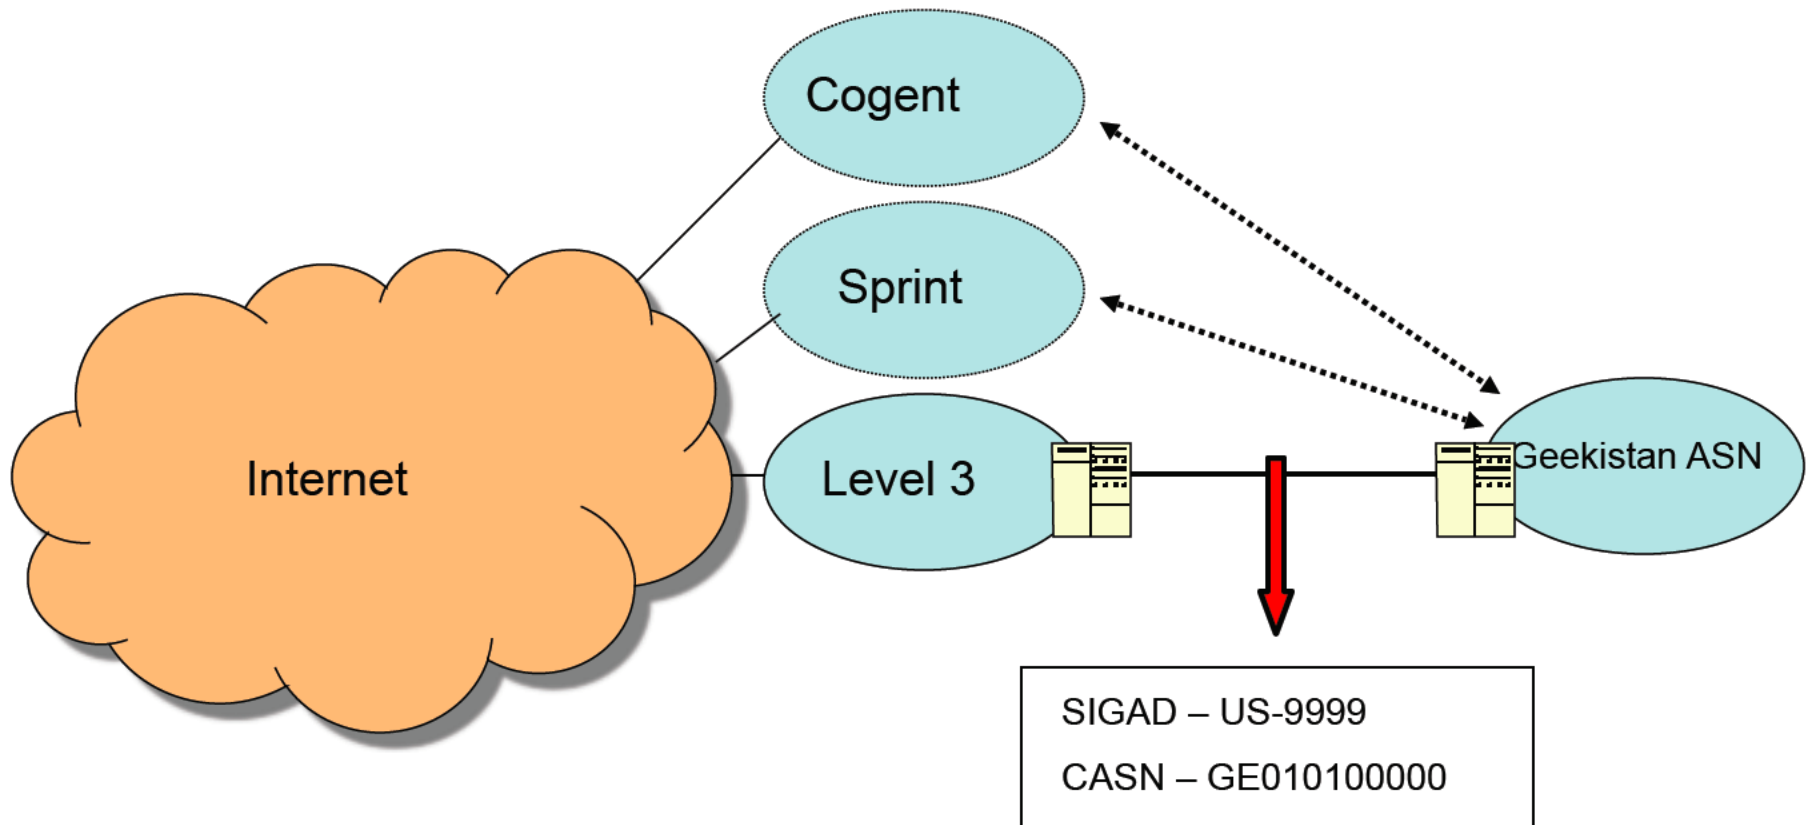 Cogent
Sprint
Internet
Level 3
Geekistan ASN
SIGAD – US-9999
CASN – GE010100000